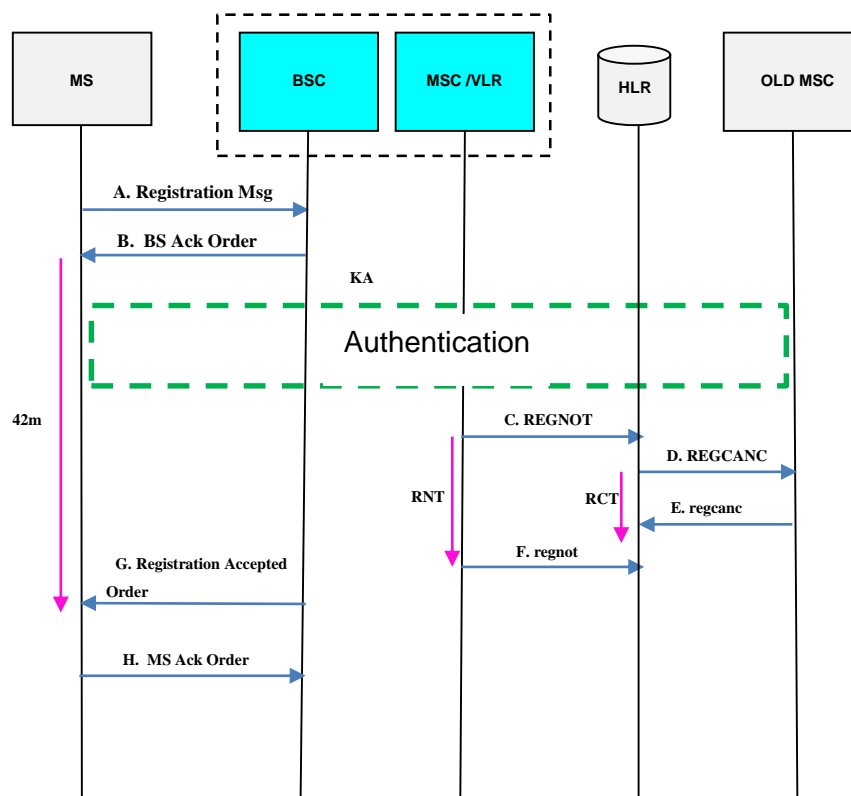 MS
BSC
MSC /VLR
HLR
OLD MSC
A. Registration Msg
B. BS Ack Order
KA
Authentication
42m
C. REGNOT
D. REGCANC
RNT
RCT
E. regcanc
F. regnot
G. Registration Accepted
Order
H. MS Ack Order